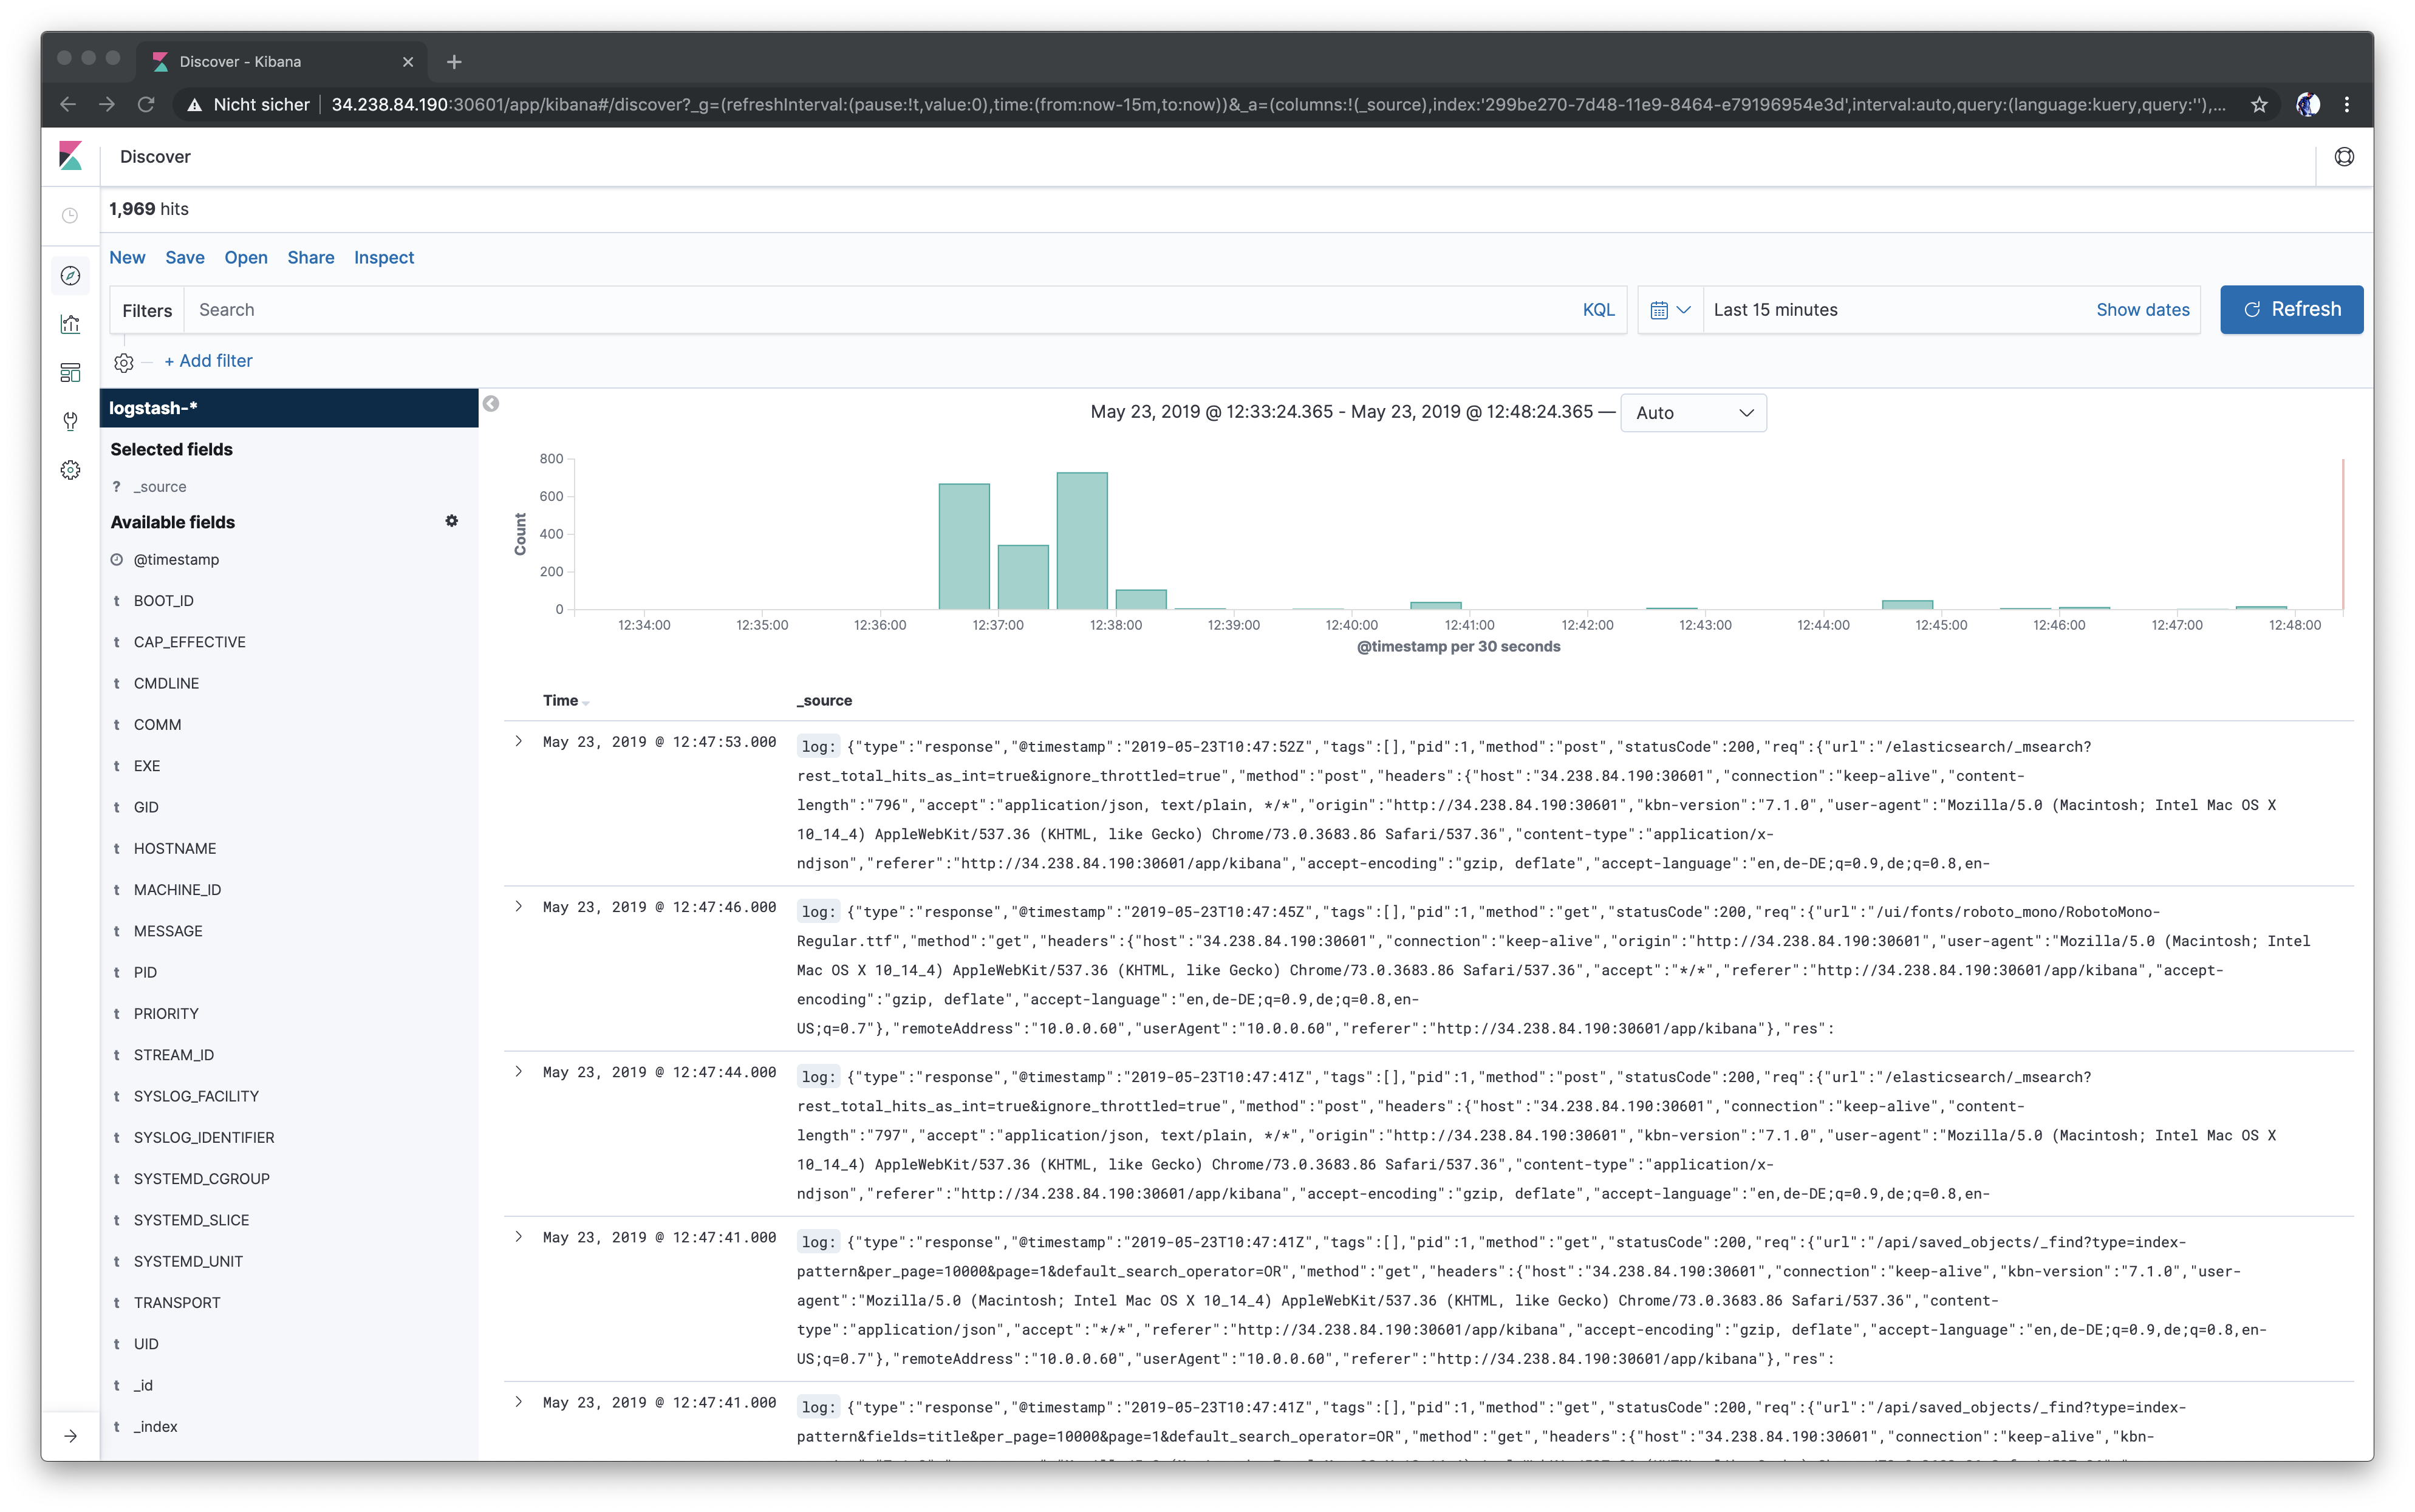 Discover - Kibana
Nicht sicher 34.238.84.190:30601/app/kibana#/discover?_g=(refreshInterval:(pause:!t,value:0),time:(from:now-15m,to:now))&_a=(columns:!(_source),index:'299be270-7d48-11e9-8464-e79196954e3d',interval:auto,query:(language:kuery,query:''),...
Discover
1,969 hits
New Save Open Share Inspect
Filters Search KQL Last 15 minutes Show dates Refresh
+ Add filter
logstash-*
Selected fields
? _source
Available fields
@timestamp
t BOOT_ID
t CAP_EFFECTIVE
t CMDLINE
t COMM
t EXE
t GID
t HOSTNAME
t MACHINE_ID
t MESSAGE
t PID
t PRIORITY
t STREAM_ID
t SYSLOG_FACILITY
t SYSLOG_IDENTIFIER
t SYSTEMD_CGROUP
t SYSTEMD_SLICE
t SYSTEMD_UNIT
t TRANSPORT
t UID
t _id
t _index
May 23, 2019 @ 12:33:24.365 - May 23, 2019 @ 12:48:24.365 — Auto
800
600
400
200
0
Count
12:34:00 12:35:00 12:36:00 12:37:00 12:38:00 12:39:00 12:40:00 12:41:00 12:42:00 12:43:00 12:44:00 12:45:00 12:46:00 12:47:00 12:48:00
@timestamp per 30 seconds
Time _source
May 23, 2019 @ 12:47:53.000 log: {"type":"response","@timestamp":"2019-05-23T10:47:52Z","tags":[],"pid":1,"method":"post","statusCode":200,"req":{"url":"/elasticsearch/_msearch?
rest_total_hits_as_int=true&ignore_throttled=true","method":"post","headers":{"host":"34.238.84.190:30601","connection":"keep-alive","content-
length":"796","accept":"application/json, text/plain, */*","origin":"http://34.238.84.190:30601","kbn-version":"7.1.0","user-agent":"Mozilla/5.0 (Macintosh; Intel Mac OS X
10_14_4) AppleWebKit/537.36 (KHTML, like Gecko) Chrome/73.0.3683.86 Safari/537.36","content-type":"application/x-
ndjson","referer":"http://34.238.84.190:30601/app/kibana","accept-encoding":"gzip, deflate","accept-language":"en,de-DE;q=0.9,de;q=0.8,en-
May 23, 2019 @ 12:47:46.000 log: {"type":"response","@timestamp":"2019-05-23T10:47:45Z","tags":[],"pid":1,"method":"get","statusCode":200,"req":{"url":"/ui/fonts/roboto_mono/RobotoMono-
Regular.ttf","method":"get","headers":{"host":"34.238.84.190:30601","connection":"keep-alive","origin":"http://34.238.84.190:30601","user-agent":"Mozilla/5.0 (Macintosh; Intel
Mac OS X 10_14_4) AppleWebKit/537.36 (KHTML, like Gecko) Chrome/73.0.3683.86 Safari/537.36","accept":"*/*","referer":"http://34.238.84.190:30601/app/kibana","accept-
encoding":"gzip, deflate","accept-language":"en,de-DE;q=0.9,de;q=0.8,en-
US;q=0.7"},"remoteAddress":"10.0.0.60","userAgent":"10.0.0.60","referer":"http://34.238.84.190:30601/app/kibana"},"res":
May 23, 2019 @ 12:47:44.000 log: {"type":"response","@timestamp":"2019-05-23T10:47:41Z","tags":[],"pid":1,"method":"post","statusCode":200,"req":{"url":"/elasticsearch/_msearch?
rest_total_hits_as_int=true&ignore_throttled=true","method":"post","headers":{"host":"34.238.84.190:30601","connection":"keep-alive","content-
length":"797","accept":"application/json, text/plain, */*","origin":"http://34.238.84.190:30601","kbn-version":"7.1.0","user-agent":"Mozilla/5.0 (Macintosh; Intel Mac OS X
10_14_4) AppleWebKit/537.36 (KHTML, like Gecko) Chrome/73.0.3683.86 Safari/537.36","content-type":"application/x-
ndjson","referer":"http://34.238.84.190:30601/app/kibana","accept-encoding":"gzip, deflate","accept-language":"en,de-DE;q=0.9,de;q=0.8,en-
May 23, 2019 @ 12:47:41.000 log: {"type":"response","@timestamp":"2019-05-23T10:47:41Z","tags":[],"pid":1,"method":"get","statusCode":200,"req":{"url":"/api/saved_objects/_find?type=index-
pattern&per_page=10000&page=1&default_search_operator=OR","method":"get","headers":{"host":"34.238.84.190:30601","connection":"keep-alive","kbn-version":"7.1.0","user-
agent":"Mozilla/5.0 (Macintosh; Intel Mac OS X 10_14_4) AppleWebKit/537.36 (KHTML, like Gecko) Chrome/73.0.3683.86 Safari/537.36","content-
type":"application/json","accept":"*/*","referer":"http://34.238.84.190:30601/app/kibana","accept-encoding":"gzip, deflate","accept-language":"en,de-DE;q=0.9,de;q=0.8,en-
US;q=0.7"},"remoteAddress":"10.0.0.60","userAgent":"10.0.0.60","referer":"http://34.238.84.190:30601/app/kibana"},"res":
May 23, 2019 @ 12:47:41.000 log: {"type":"response","@timestamp":"2019-05-23T10:47:41Z","tags":[],"pid":1,"method":"get","statusCode":200,"req":{"url":"/api/saved_objects/_find?type=index-
pattern&fields=title&per_page=10000&page=1&default_search_operator=OR","method":"get","headers":{"host":"34.238.84.190:30601","connection":"keep-alive","kbn-